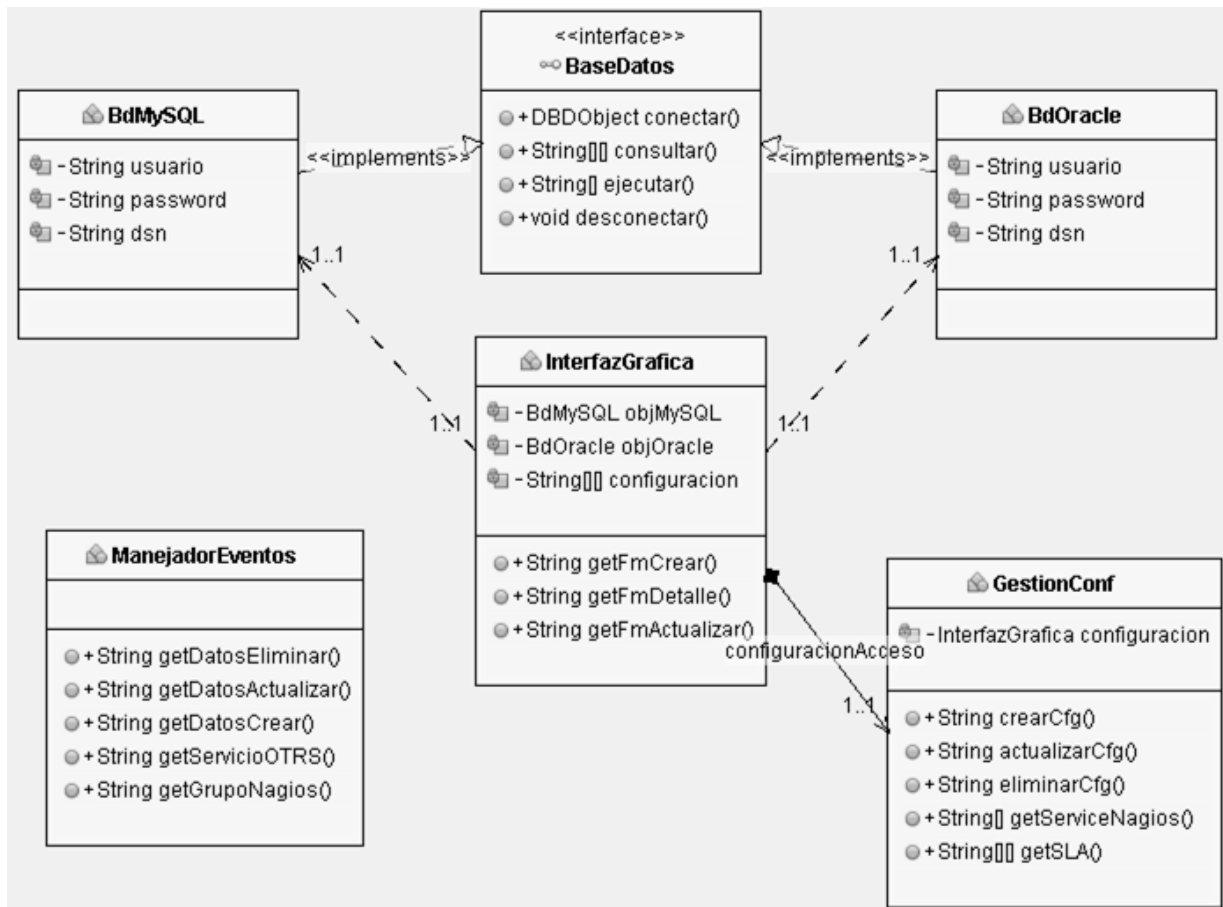 <<interface>>
BaseDatos
+DBDObject conectar()
+String[][] consultar()
+String[] ejecutar()
+void desconectar()
BdMySQL
-String usuario
-String password
-String dsn
<<implements>>
<<implements>>
BdOracle
-String usuario
-String password
-String dsn
1..1
1..1
1..1
1..1
InterfazGrafica
-BdMySQL objMySQL
-BdOracle objOracle
-String[][] configuracion
+String getFmCrear()
+String getFmDetalle()
+String getFmActualizar()
ManejadorEventos
+String getDatosEliminar()
+String getDatosActualizar()
+String getDatosCrear()
+String getServicioOTRS()
+String getGrupoNagios()
configuracionAcceso
1..1
GestionConf
-InterfazGrafica configuracion
+String crearCfg()
+String actualizarCfg()
+String eliminarCfg()
+String[] getServiceNagios()
+String[][] getSLA()